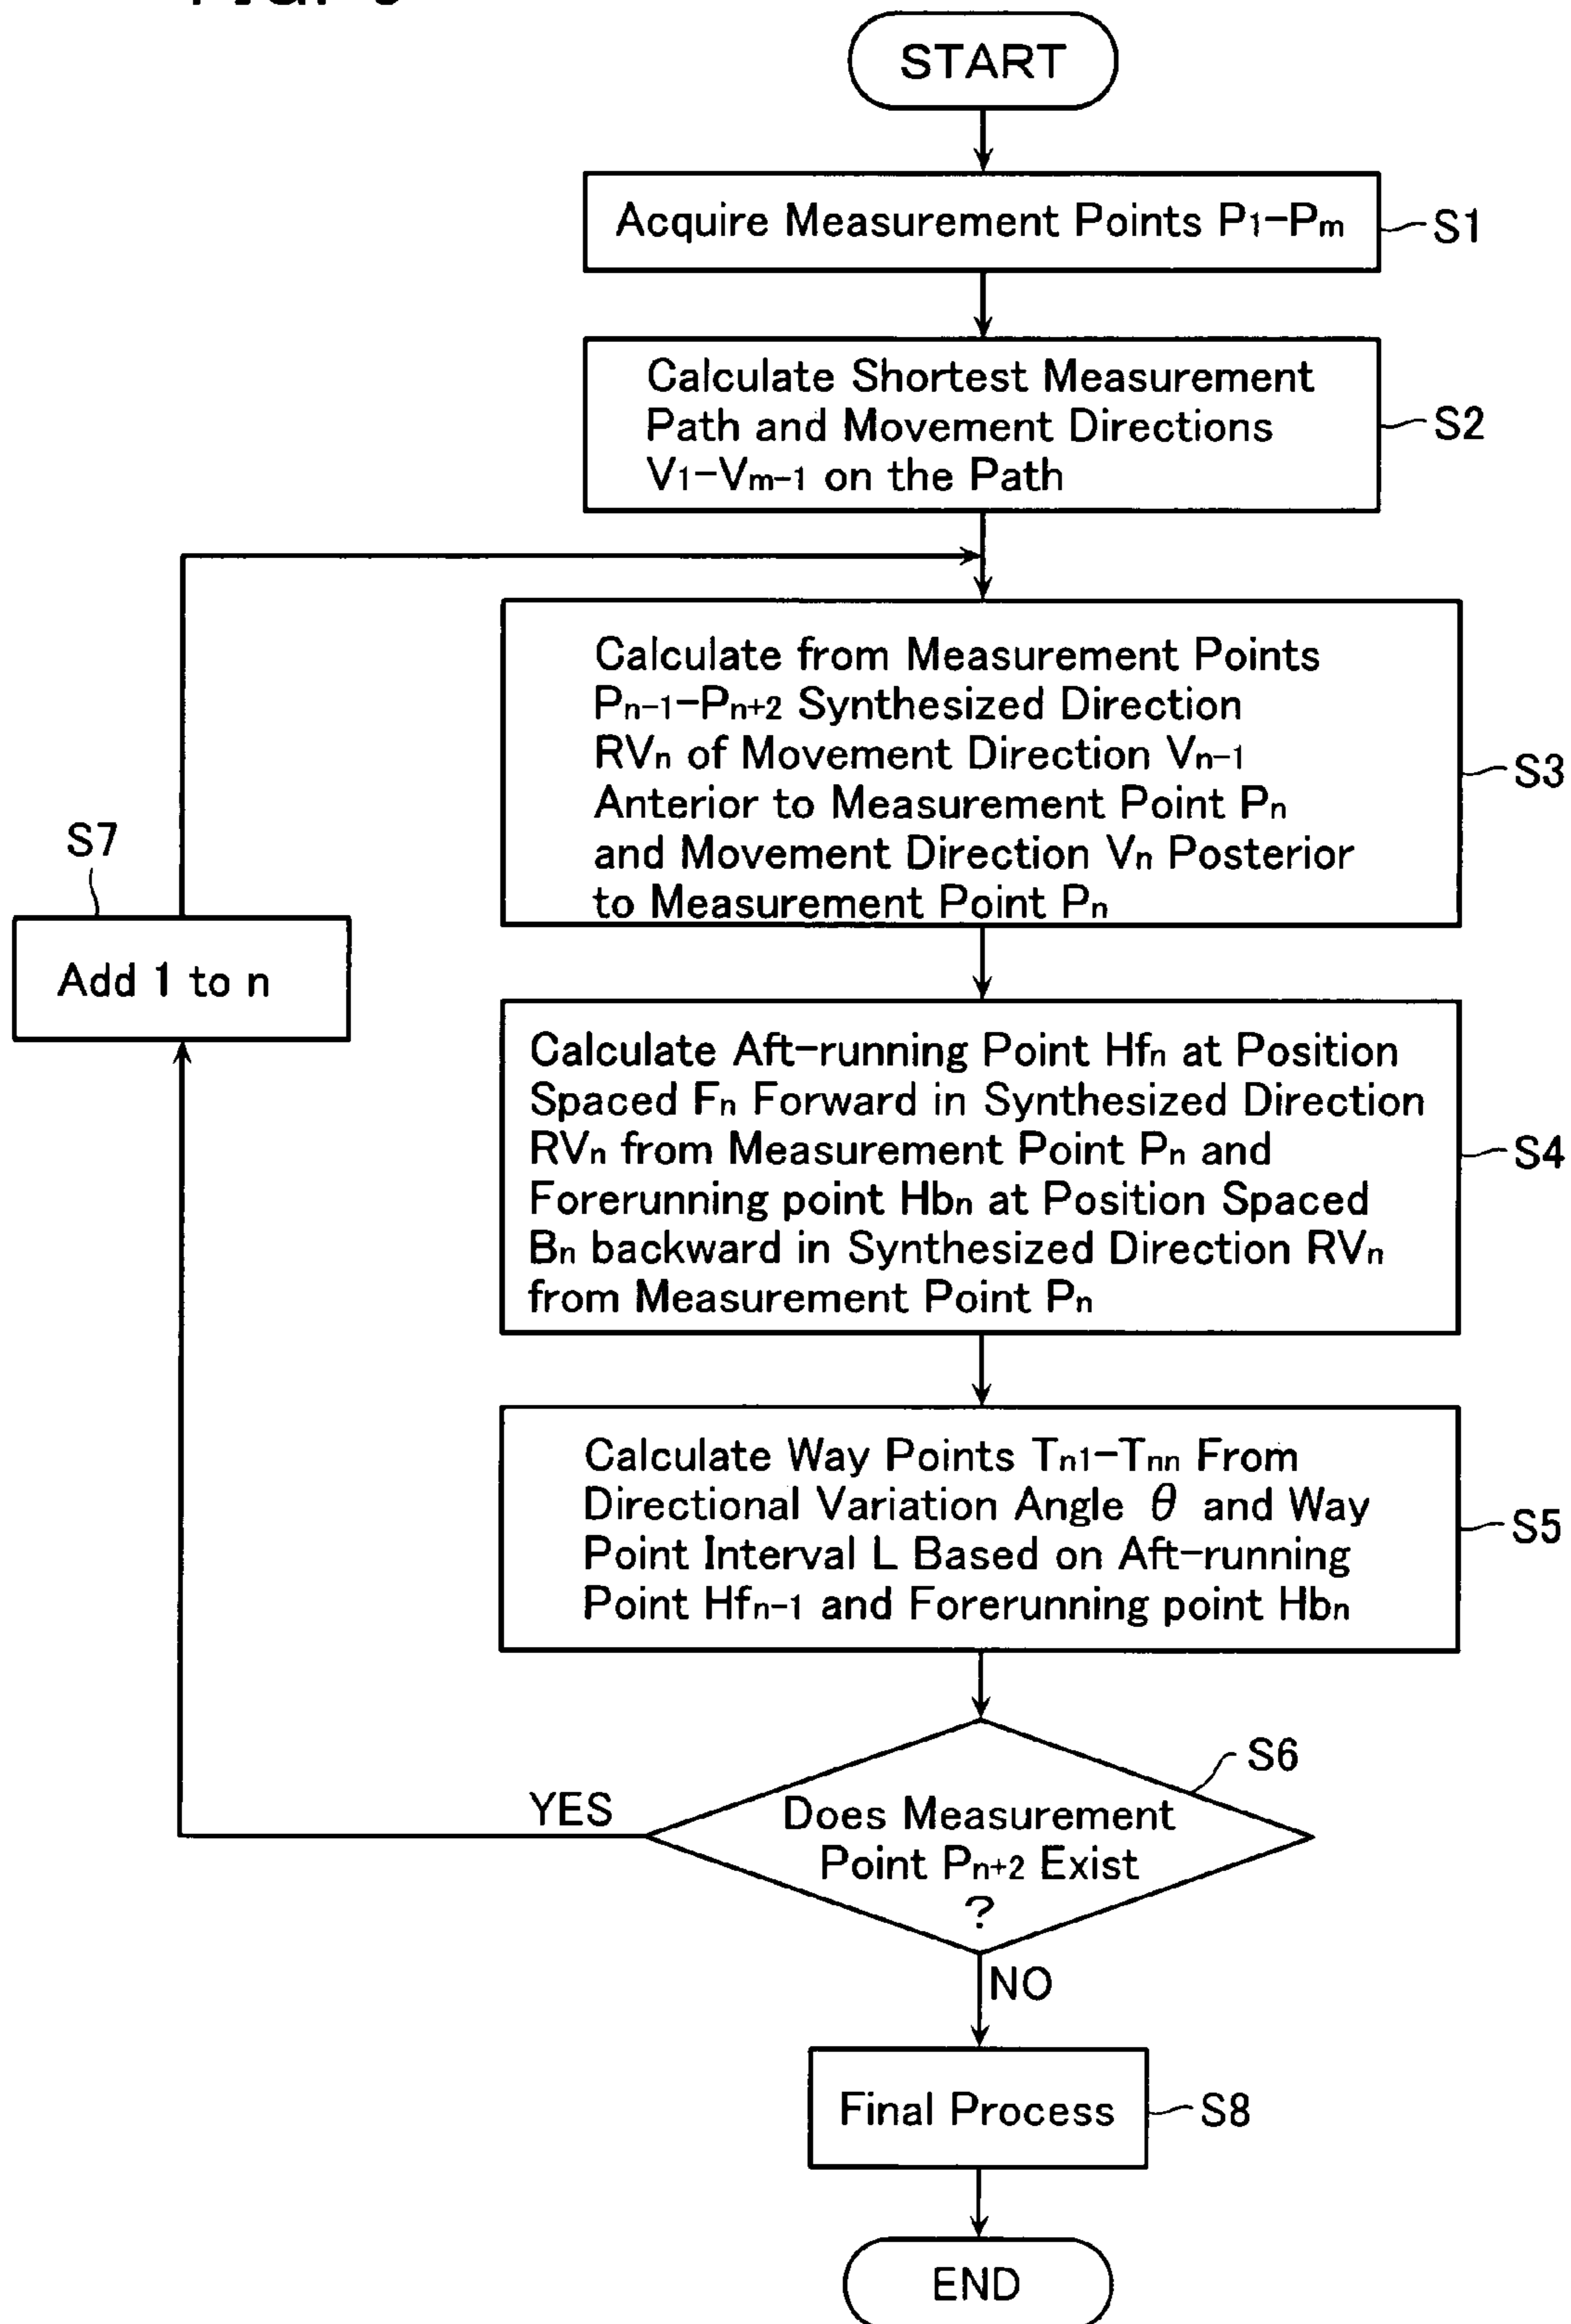 START
Acquire Measurement Points P1-Pm
S1
Calculate Shortest Measurement
Path and Movement Directions
V1-Vm-1 on the Path
S2
Calculate from Measurement Points
Pn-1-Pn+2 Synthesized Direction
RVn of Movement Direction Vn-1
Anterior to Measurement Point Pn
and Movement Direction Vn Posterior
to Measurement Point Pn
S3
S7
Add 1 to n
Calculate Aft-running Point Hfn at Position
Spaced Fn Forward in Synthesized Direction
RVn from Measurement Point Pn and
Forerunning point Hbn at Position Spaced
Bn backward in Synthesized Direction RVn
from Measurement Point Pn
S4
Calculate Way Points Tn1-Tnn From
Directional Variation Angle θ and Way
Point Interval L Based on Aft-running
Point Hfn-1 and Forerunning point Hbn
S5
S6
YES
Does Measurement
Point Pn+2 Exist
?
NO
Final Process
S8
END